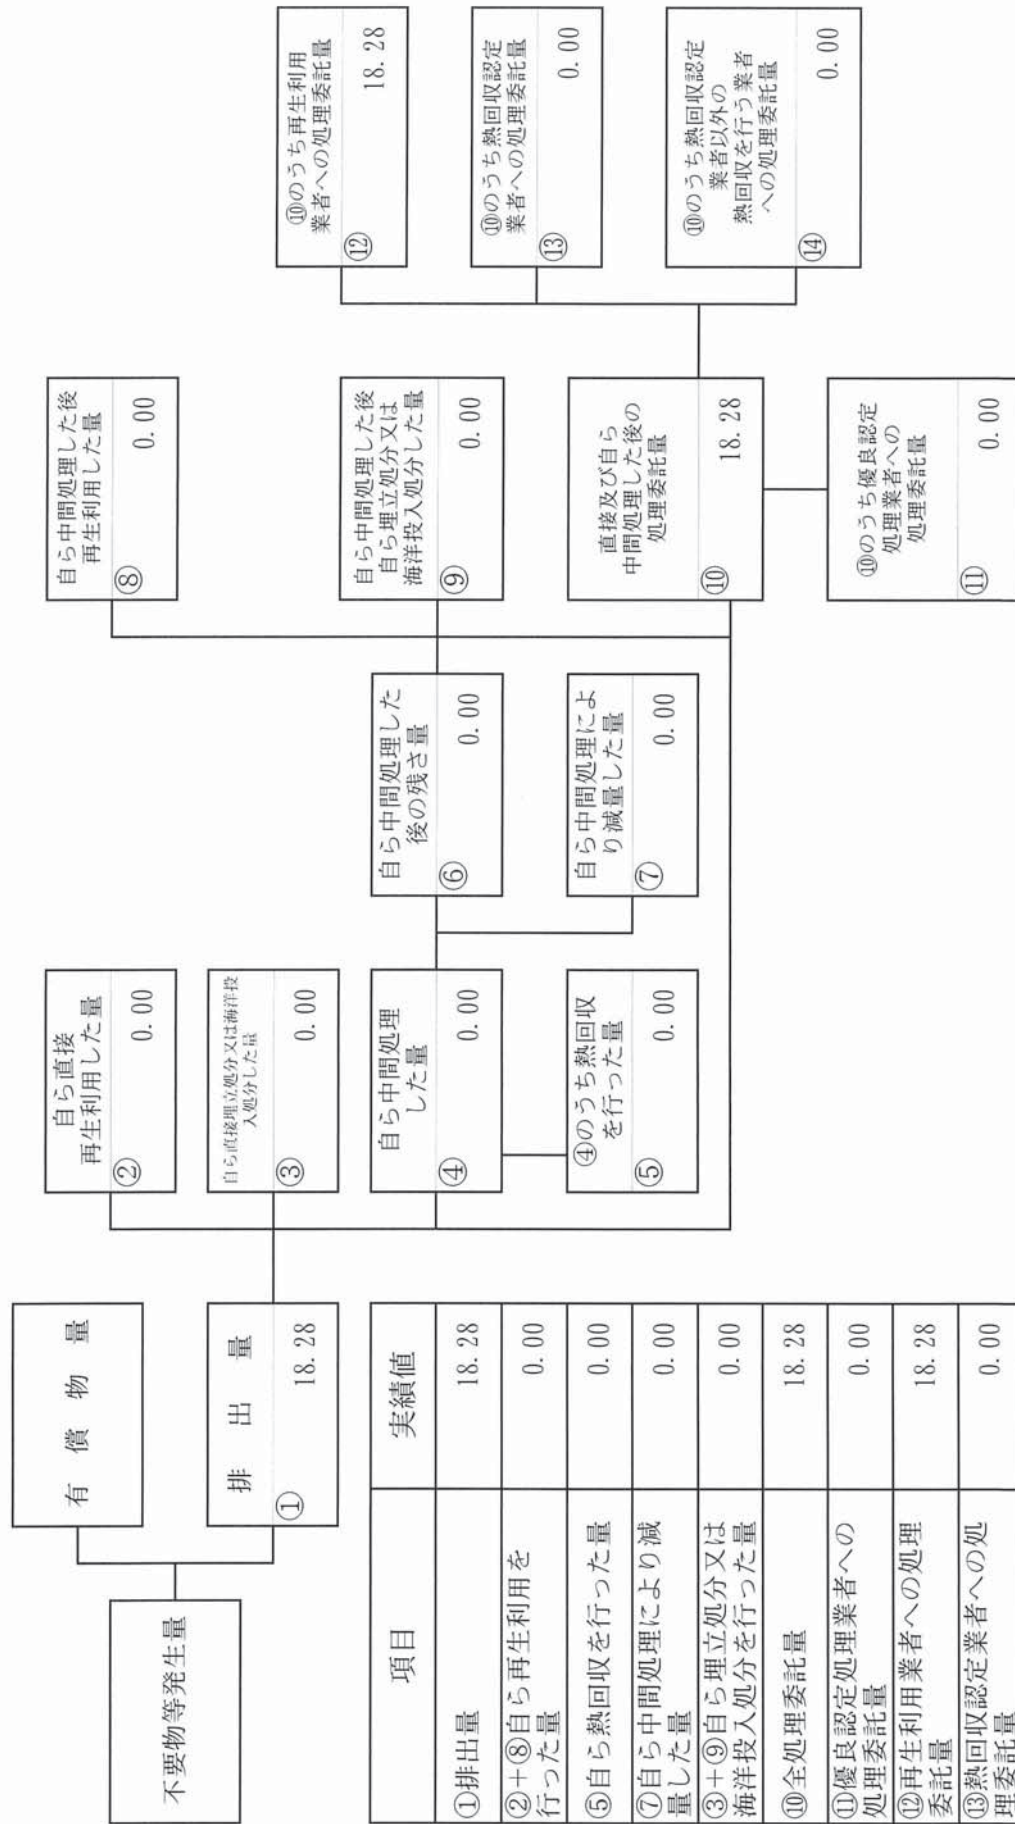 不要物等発生量
有償物量
排出量
① 18.28
自ら直接
再生利用した量
② 0.00
自ら直接埋立処分又は海洋投
入処分した量
③ 0.00
自ら中間処理
した量
④ 0.00
④のうち熱回収
を行った量
⑤ 0.00
自ら中間処理した
後の残さ量
⑥ 0.00
自ら中間処理によ
り減量した量
⑦ 0.00
自ら中間処理した後
再生利用した量
⑧ 0.00
自ら中間処理した後
自ら埋立処分又は
海洋投入処分した量
⑨ 0.00
直接及び自ら
中間処理した後の
処理委託量
⑩ 18.28
⑩のうち優良認定
処理業者への
処理委託量
⑪ 0.00
⑩のうち再生利用
業者への処理委託量
⑫ 18.28
⑩のうち熱回収認定
業者への処理委託量
⑬ 0.00
⑩のうち熱回収認定
業者以外の
熱回収を行う業者
への処理委託量
⑭ 0.00
項目 実績値
①排出量 18.28
②+⑧自ら再生利用を
行った量 0.00
⑤自ら熱回収を行った量 0.00
⑦自ら中間処理により減
量した量 0.00
③+⑨自ら埋立処分又は
海洋投入処分を行った量 0.00
⑩全処理委託量 18.28
⑪優良認定処理業者への
処理委託量 0.00
⑫再生利用業者への処理
委託量 18.28
⑬熱回収認定業者への処
理委託量 0.00